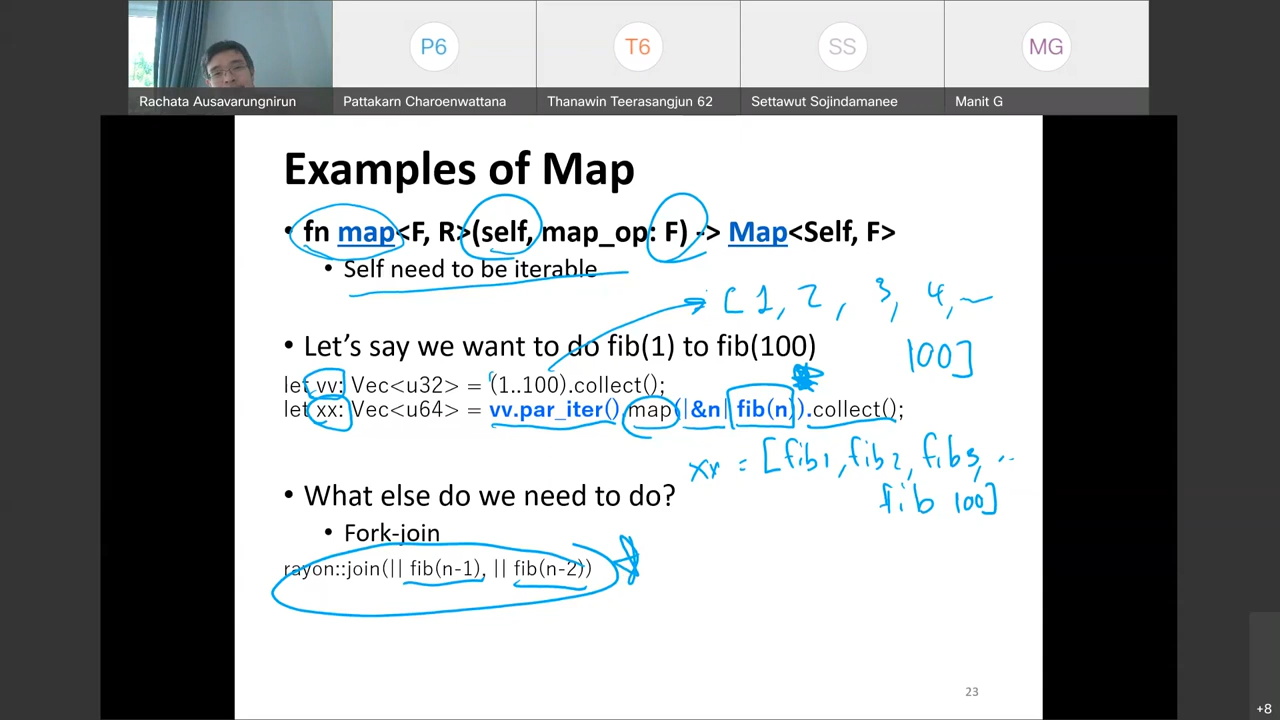 P6
T6
SS
MG
Rachata Ausavarungnirun
Pattakarn Charoenwattana
Thanawin Teerasangjun 62
Settawut Sojindamanee
Manit G
Examples of Map
• fn map<F, R>(self, map_op: F) -> Map<Self, F>
• Self need to be iterable
[ 1, 2, 3, 4, ~
100]
• Let's say we want to do fib(1) to fib(100)
let vv: Vec<u32> = (1..100).collect();
let xx: Vec<u64> = vv.par_iter().map(|&n| fib(n)).collect();
xx = [fib1, fib2, fib3, ..
fib 100]
• What else do we need to do?
• Fork-join
rayon::join(|| fib(n-1), || fib(n-2))
23
+8